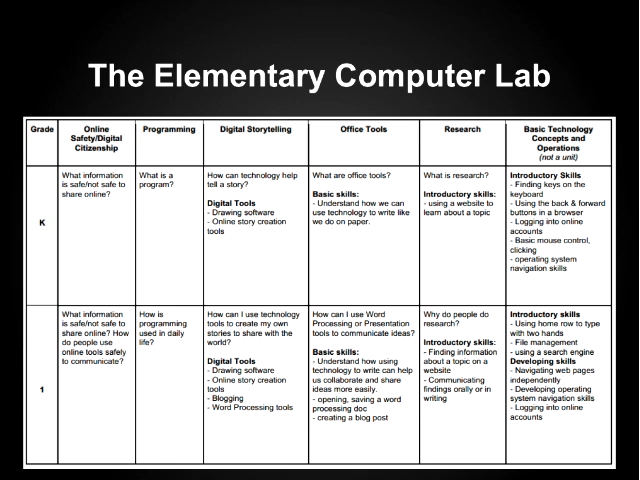 The Elementary Computer Lab
Grade
Online
Safety/Digital
Citizenship
Programming
Digital Storytelling
Office Tools
Research
Basic Technology
Concepts and
Operations
(not a unit)
K
What information
is safe/not safe to
share online?
What is a
program?
How can technology help
tell a story?
Digital Tools
- Drawing software
- Online story creation
tools
What are office tools?
Basic skills:
- Understand how we can
use technology to write like
we do on paper.
What is research?
Introductory skills:
- using a website to
learn about a topic
Introductory Skills
- Finding keys on the
keyboard
- Using the back & forward
buttons in a browser
- Logging into online
accounts
- Basic mouse control,
clicking
- operating system
navigation skills
1
What information
is safe/not safe to
share online? How
do people use
online tools safely
to communicate?
How is
programming
used in daily
life?
How can I use technology
tools to create my own
stories to share with the
world?
Digital Tools
- Drawing software
- Online story creation
tools
- Blogging
- Word Processing tools
How can I use Word
Processing or Presentation
tools to communicate ideas?
Basic skills:
- Understand how using
technology to write can help
us collaborate and share
ideas more easily.
- opening, saving a word
processing doc
- creating a blog post
Why do people do
research?
Introductory skills:
- Finding information
about a topic on a
website
- Communicating
findings orally or in
writing
Introductory skills
- Using home row to type
with two hands
- File management
- using a search engine
Developing skills
- Navigating web pages
independently
- Developing operating
system navigation skills
- Logging into online
accounts